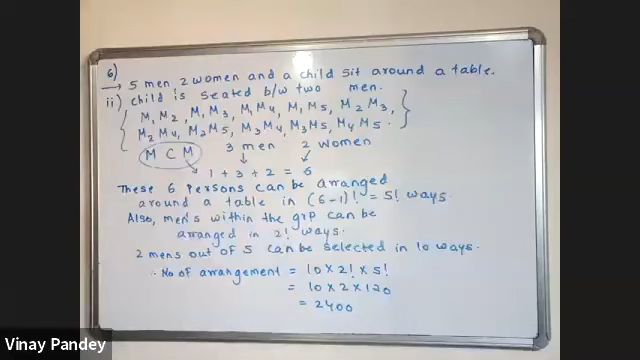 6)
→ 5 men, 2 women and a child sit around a table.
ii) child is seated b/w two men.
{ M₁M₂, M₁M₃, M₁M₄, M₁M₅, M₂M₃,
M₂M₄, M₂M₅, M₃M₄, M₃M₅, M₄M₅. }
M C M 3 men 2 women
1 + 3 + 2 = 6
These 6 Persons can be arranged
around a table in (6-1)! = 5! ways.
Also, men's within the grp can be
arranged in 2! ways.
2 mens out of 5 can be selected in 10 ways.
∴ No of arrangement = 10 × 2! × 5!
= 10 × 2 × 120
= 2400
Vinay Pandey